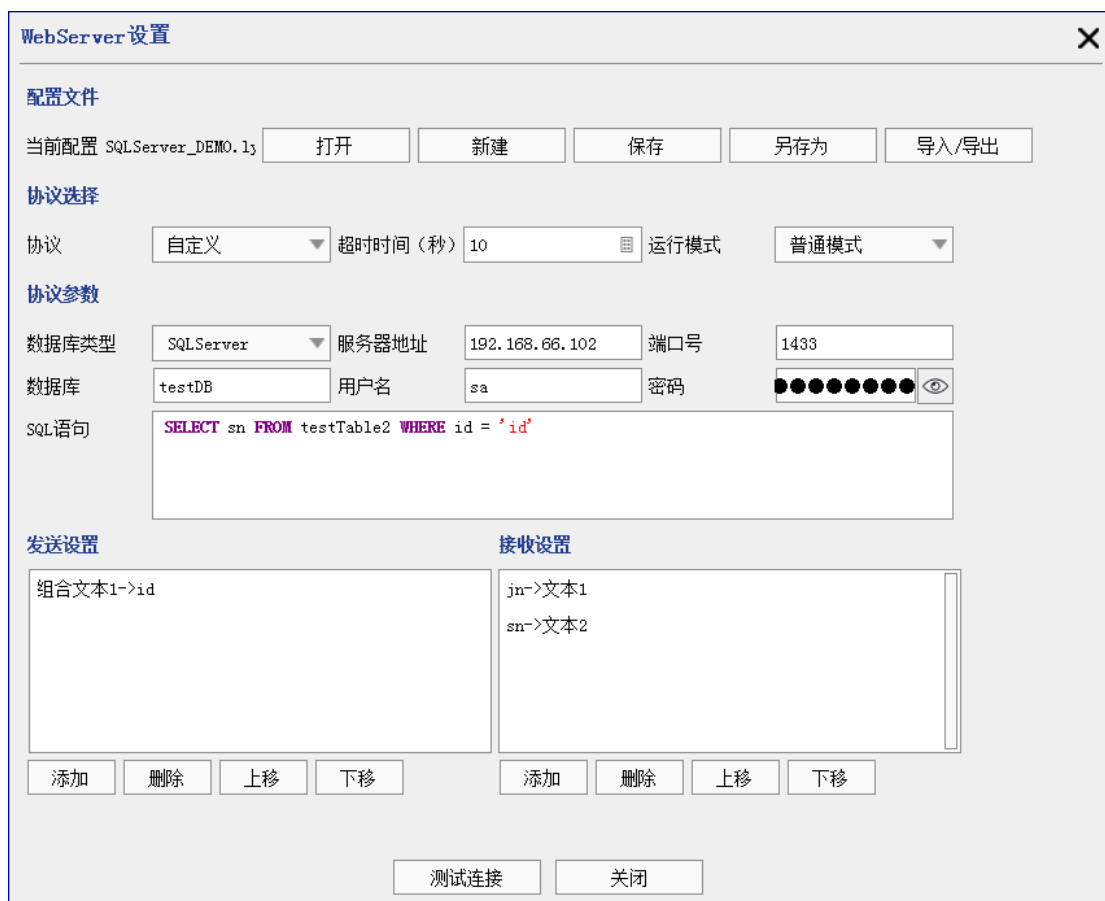 WebServer设置
配置文件
当前配置 SQLServer_DEMO.ly 打开 新建 保存 另存为 导入/导出
协议选择
协议 自定义 超时时间（秒） 10 运行模式 普通模式
协议参数
数据库类型 SQLServer 服务器地址 192.168.66.102 端口号 1433
数据库 testDB 用户名 sa 密码
SQL语句 SELECT sn FROM testTable2 WHERE id = 'id'
发送设置 接收设置
组合文本1->id jn->文本1
sn->文本2
添加 删除 上移 下移 添加 删除 上移 下移
测试连接 关闭